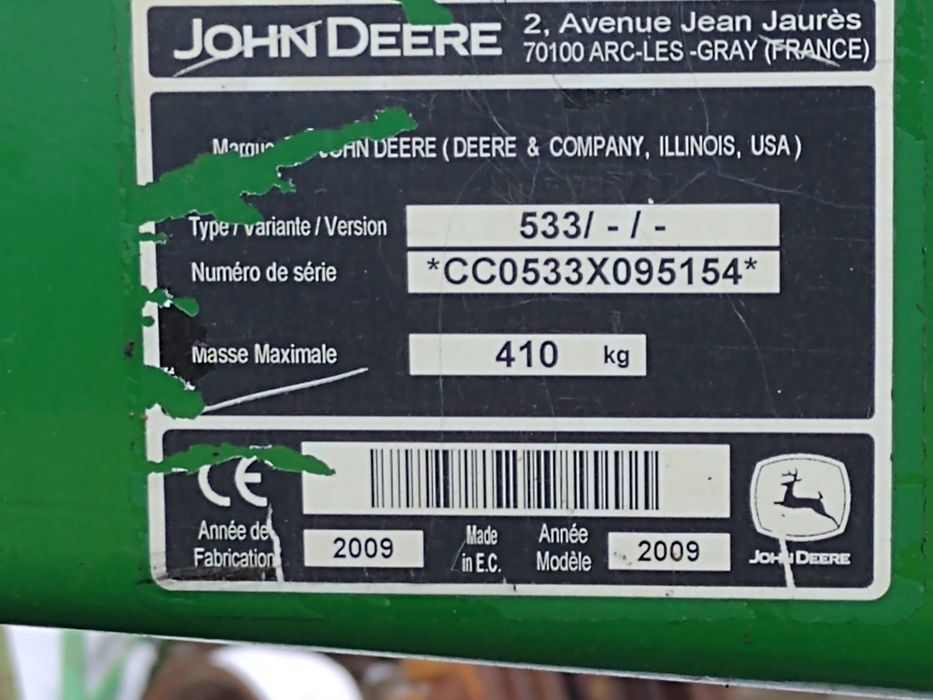 JOHN DEERE
2, Avenue Jean Jaurès
70100 ARC-LES -GRAY (FRANCE)
Marque JOHN DEERE ( DEERE & COMPANY, ILLINOIS, USA )
Type / Variante / Version 533/ - / -
Numéro de série *CC0533X095154*
Masse Maximale 410 kg
CE
Année de Fabrication 2009
Made in E.C.
Année Modèle 2009
JOHN DEERE